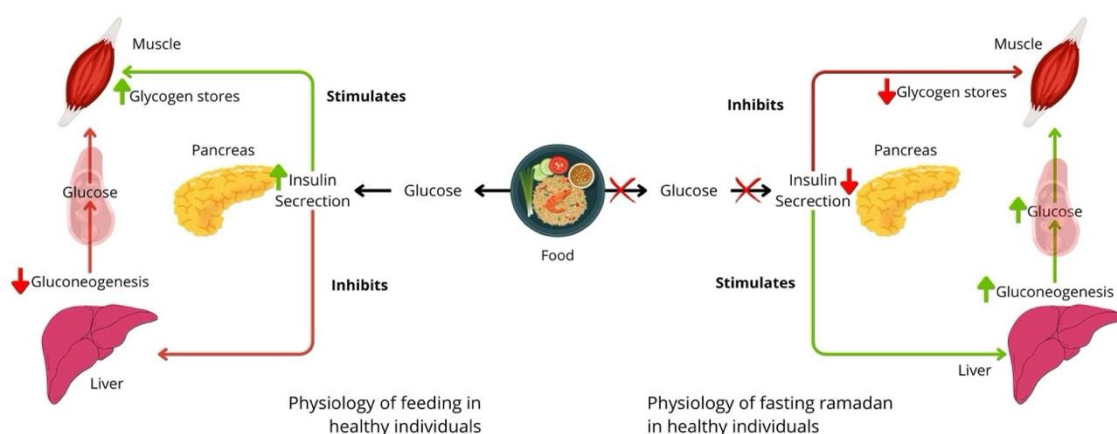 Muscle
Glycogen stores
Stimulates
Pancreas
Insulin
Secrection
Glucose
Glucose
Gluconeogenesis
Inhibits
Liver
Food
Physiology of feeding in
healthy individuals
Muscle
Inhibits
Glycogen stores
Pancreas
Glucose
Insulin
Secrection
Glucose
Stimulates
Gluconeogenesis
Liver
Physiology of fasting ramadan
in healthy individuals